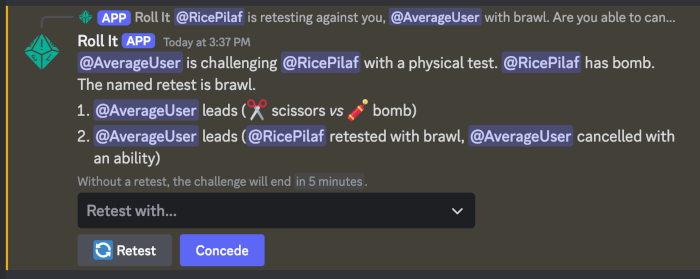 APP Roll It @RicePilaf is retesting against you, @AverageUser with brawl. Are you able to can...
Roll It APP Today at 3:37 PM
@AverageUser is challenging @RicePilaf with a physical test. @RicePilaf has bomb.
The named retest is brawl.
1. @AverageUser leads (✂️ scissors vs 🧨 bomb)
2. @AverageUser leads (@RicePilaf retested with brawl, @AverageUser cancelled with
an ability)
Without a retest, the challenge will end in 5 minutes.
Retest with...
Retest
Concede